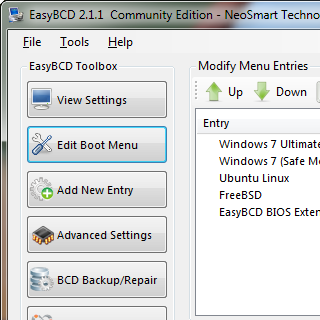 EasyBCD 2.1.1 Community Edition - NeoSmart Techno
File Tools Help
EasyBCD Toolbox
View Settings
Edit Boot Menu
Add New Entry
Advanced Settings
BCD Backup/Repair
Modify Menu Entries
Up Down
Entry
Windows 7 Ultimate
Windows 7 (Safe Mo
Ubuntu Linux
FreeBSD
EasyBCD BIOS Exten